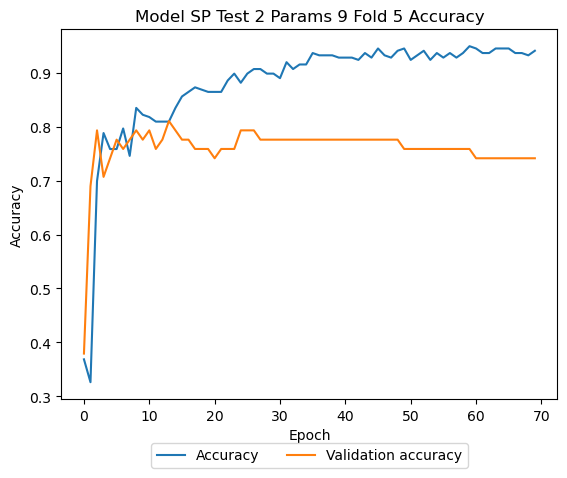 Model SP Test 2 Params 9 Fold 5 Accuracy
0.9
0.8
0.7
0.6
0.5
0.4
0.3
Accuracy
0 10 20 30 40 50 60 70
Epoch
Accuracy Validation accuracy